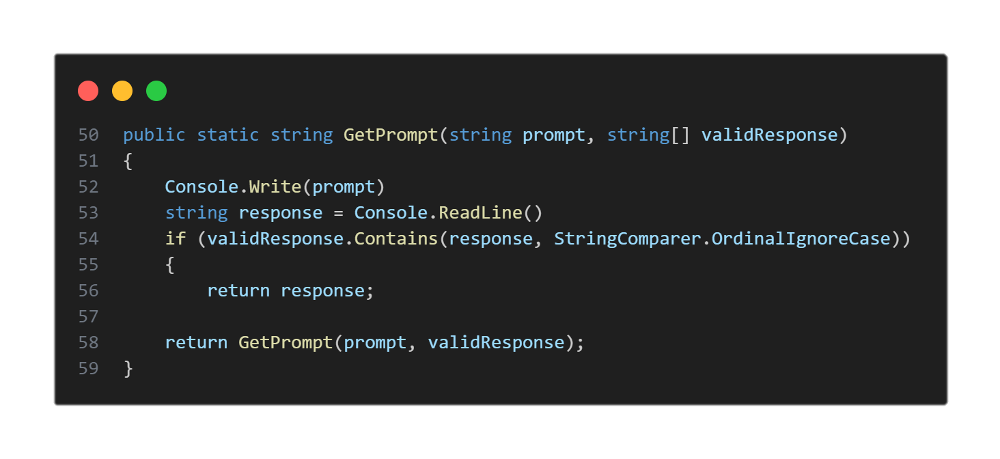 50 public static string GetPrompt(string prompt, string[] validResponse)
51 {
52     Console.Write(prompt)
53     string response = Console.ReadLine()
54     if (validResponse.Contains(response, StringComparer.OrdinalIgnoreCase))
55     {
56         return response;
57
58     return GetPrompt(prompt, validResponse);
59 }